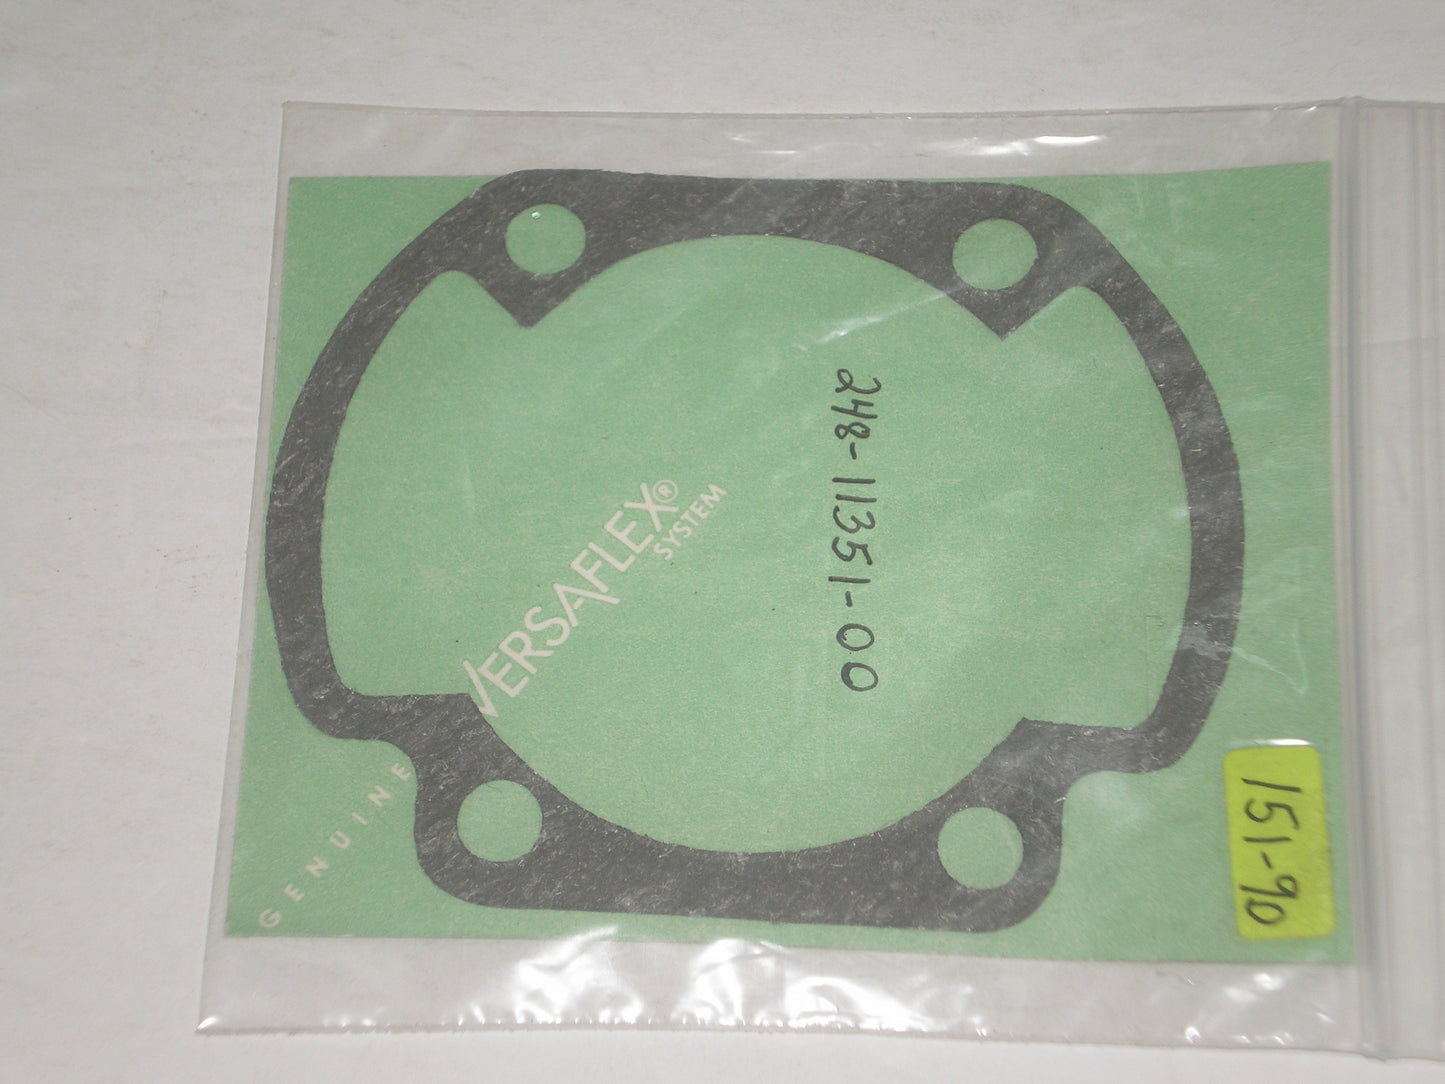 248-11351-00
VERSAFLEX®
SYSTEM
GENUINE
151-90